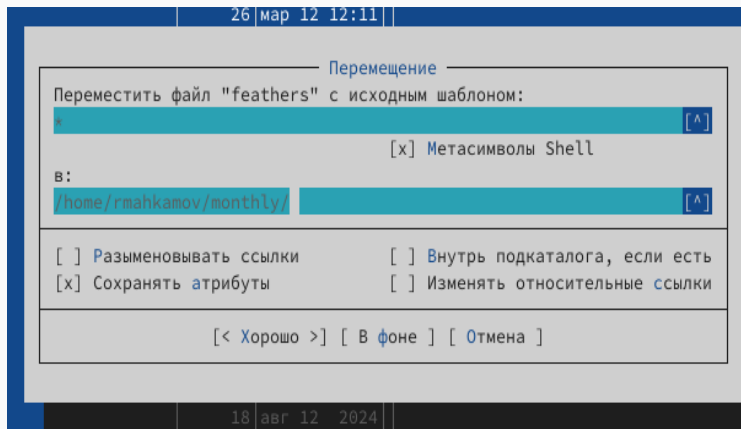 26 мар 12 12:11
Перемещение
Переместить файл "feathers" с исходным шаблоном:
* [^]
[x] Метасимволы Shell
в:
/home/rmahkamov/monthly/ [^]
[ ] Разыменовывать ссылки [ ] Внутрь подкаталога, если есть
[x] Сохранять атрибуты [ ] Изменять относительные ссылки
[< Хорошо >] [ В фоне ] [ Отмена ]
18 авг 12 2024